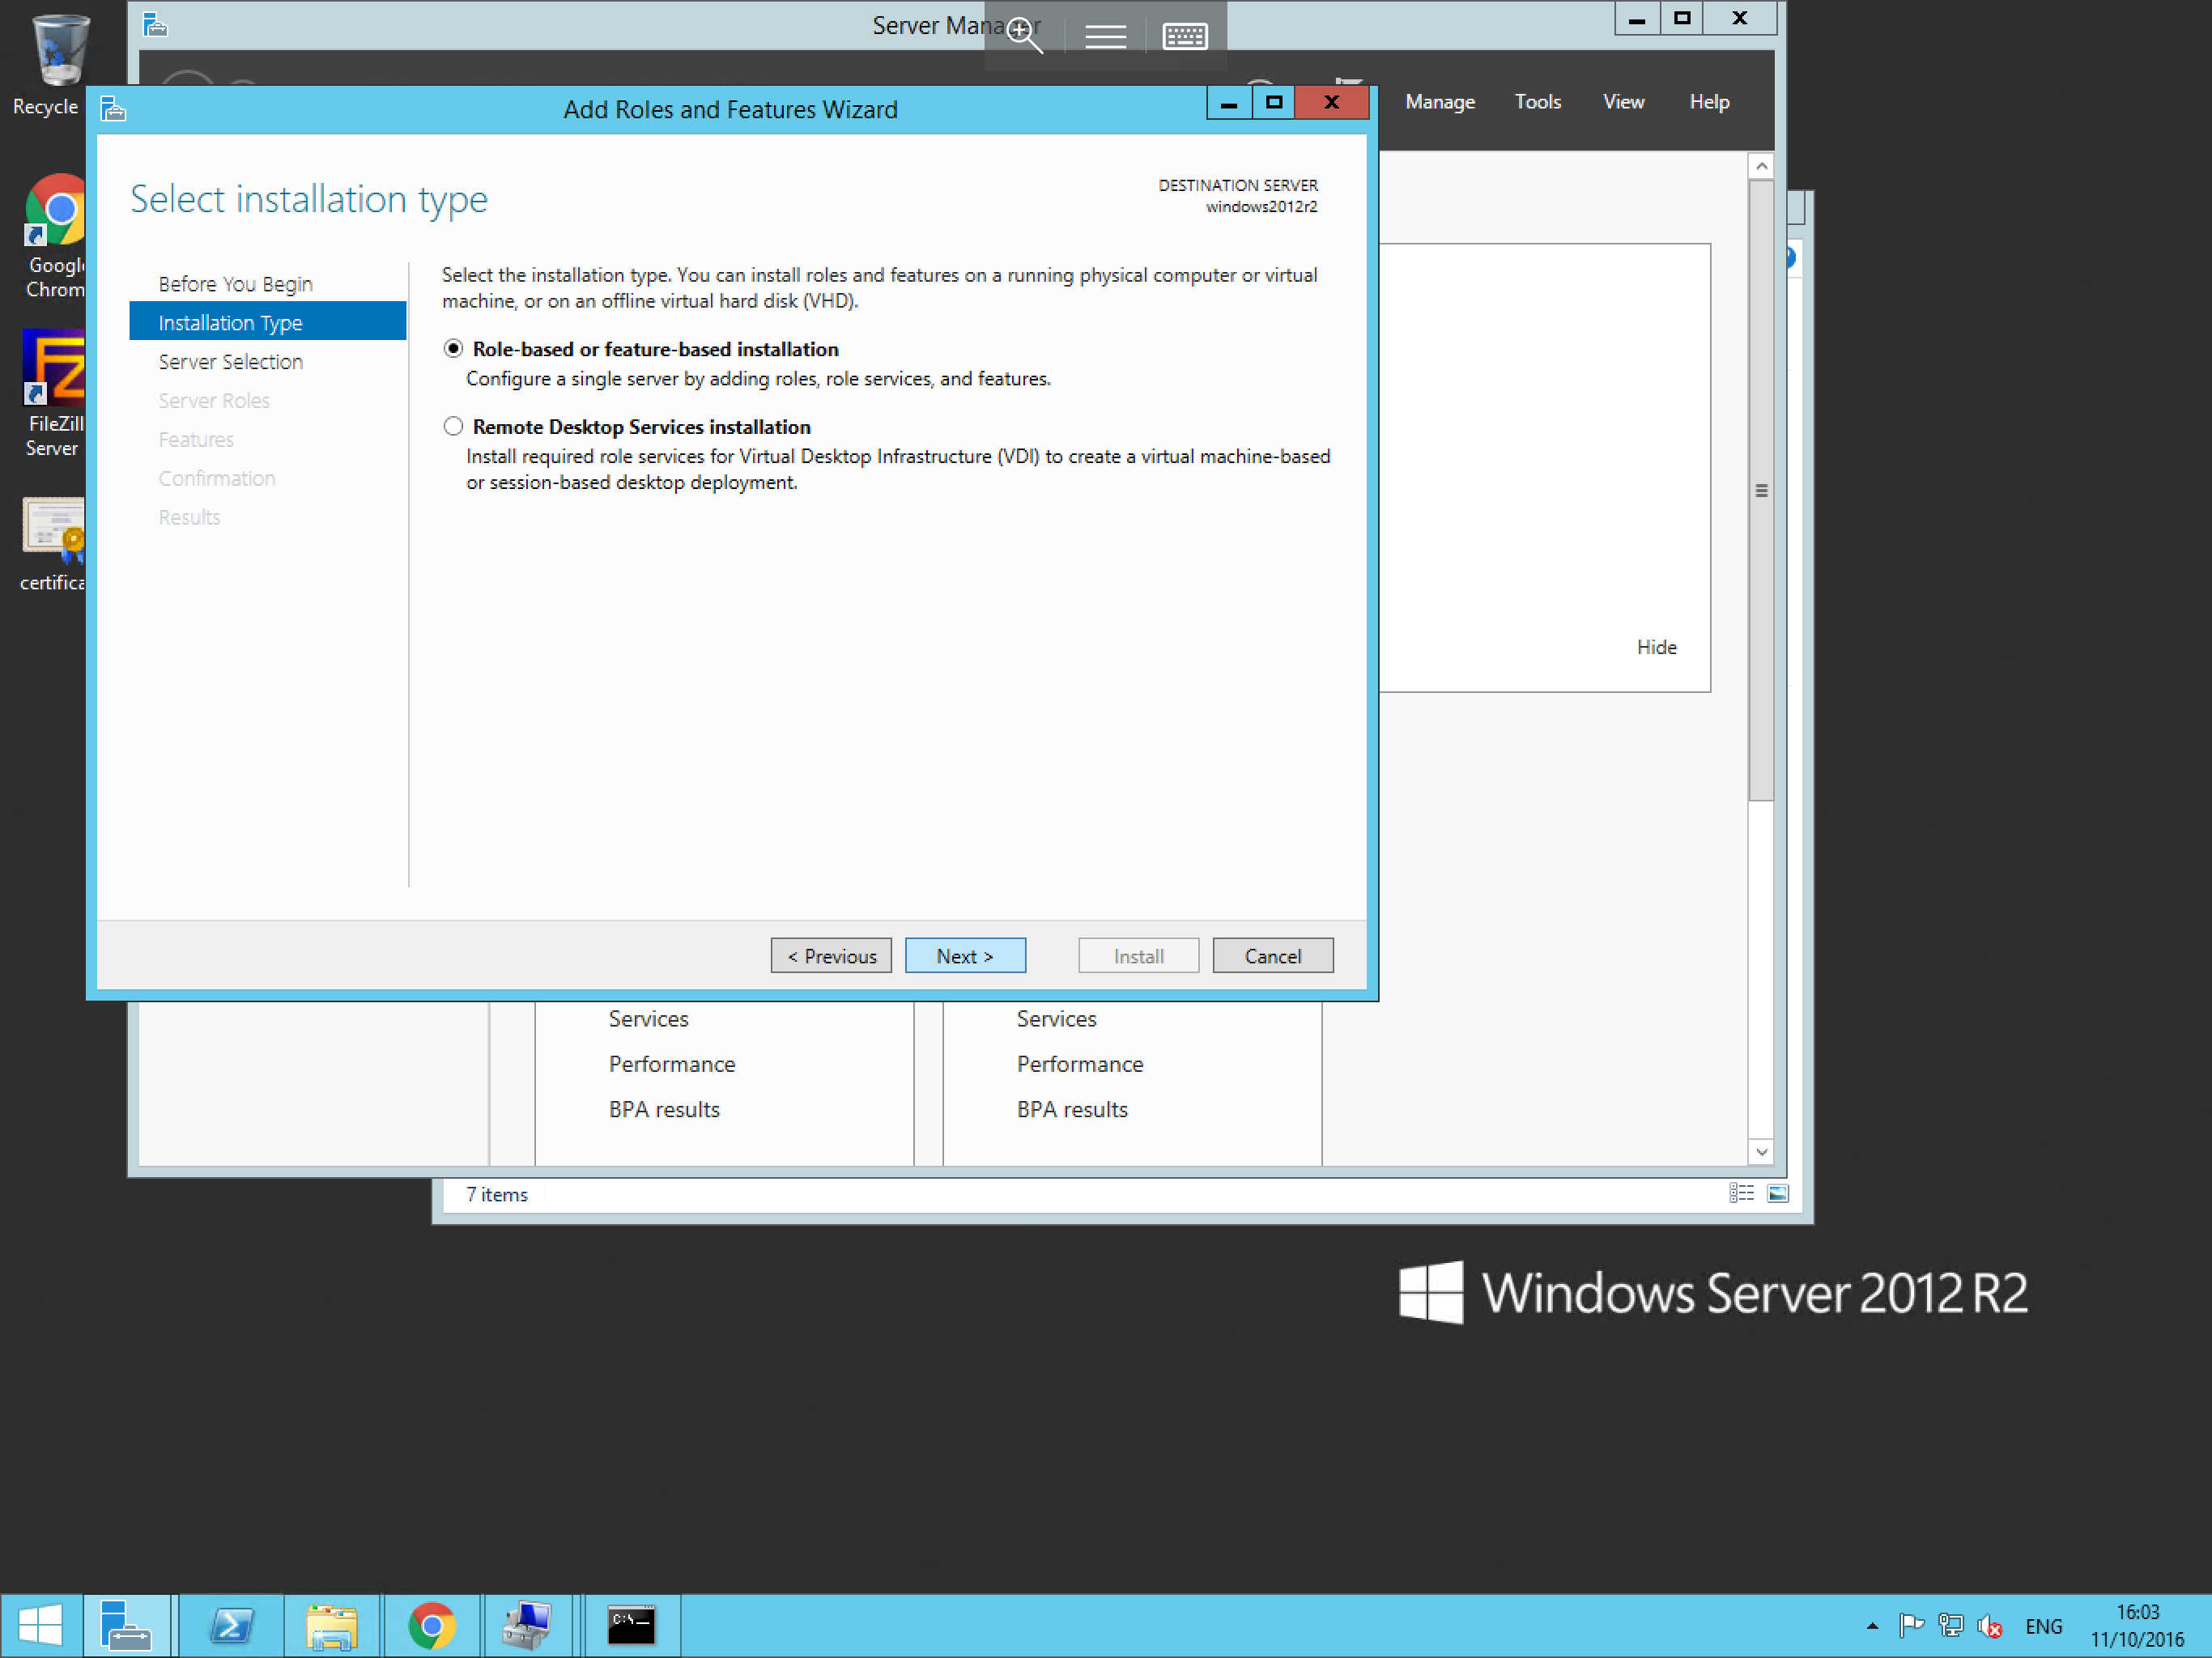 Server Manager
Manage Tools View Help
Recycle
Google
Chrom
FileZill
Server
certifica
Add Roles and Features Wizard
Select installation type
DESTINATION SERVER
windows2012r2
Before You Begin
Installation Type
Server Selection
Server Roles
Features
Confirmation
Results
Select the installation type. You can install roles and features on a running physical computer or virtual
machine, or on an offline virtual hard disk (VHD).
Role-based or feature-based installation
Configure a single server by adding roles, role services, and features.
Remote Desktop Services installation
Install required role services for Virtual Desktop Infrastructure (VDI) to create a virtual machine-based
or session-based desktop deployment.
Hide
< Previous Next > Install Cancel
Services Services
Performance Performance
BPA results BPA results
7 items
Windows Server 2012 R2
C:\_
ENG
16:03
11/10/2016